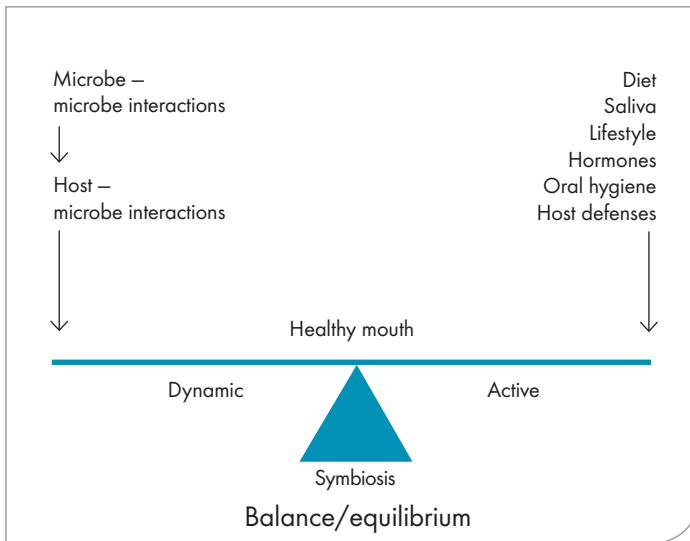 Microbe –
microbe interactions
Host –
microbe interactions
Diet
Saliva
Lifestyle
Hormones
Oral hygiene
Host defenses
Healthy mouth
Dynamic
Active
Symbiosis
Balance/equilibrium